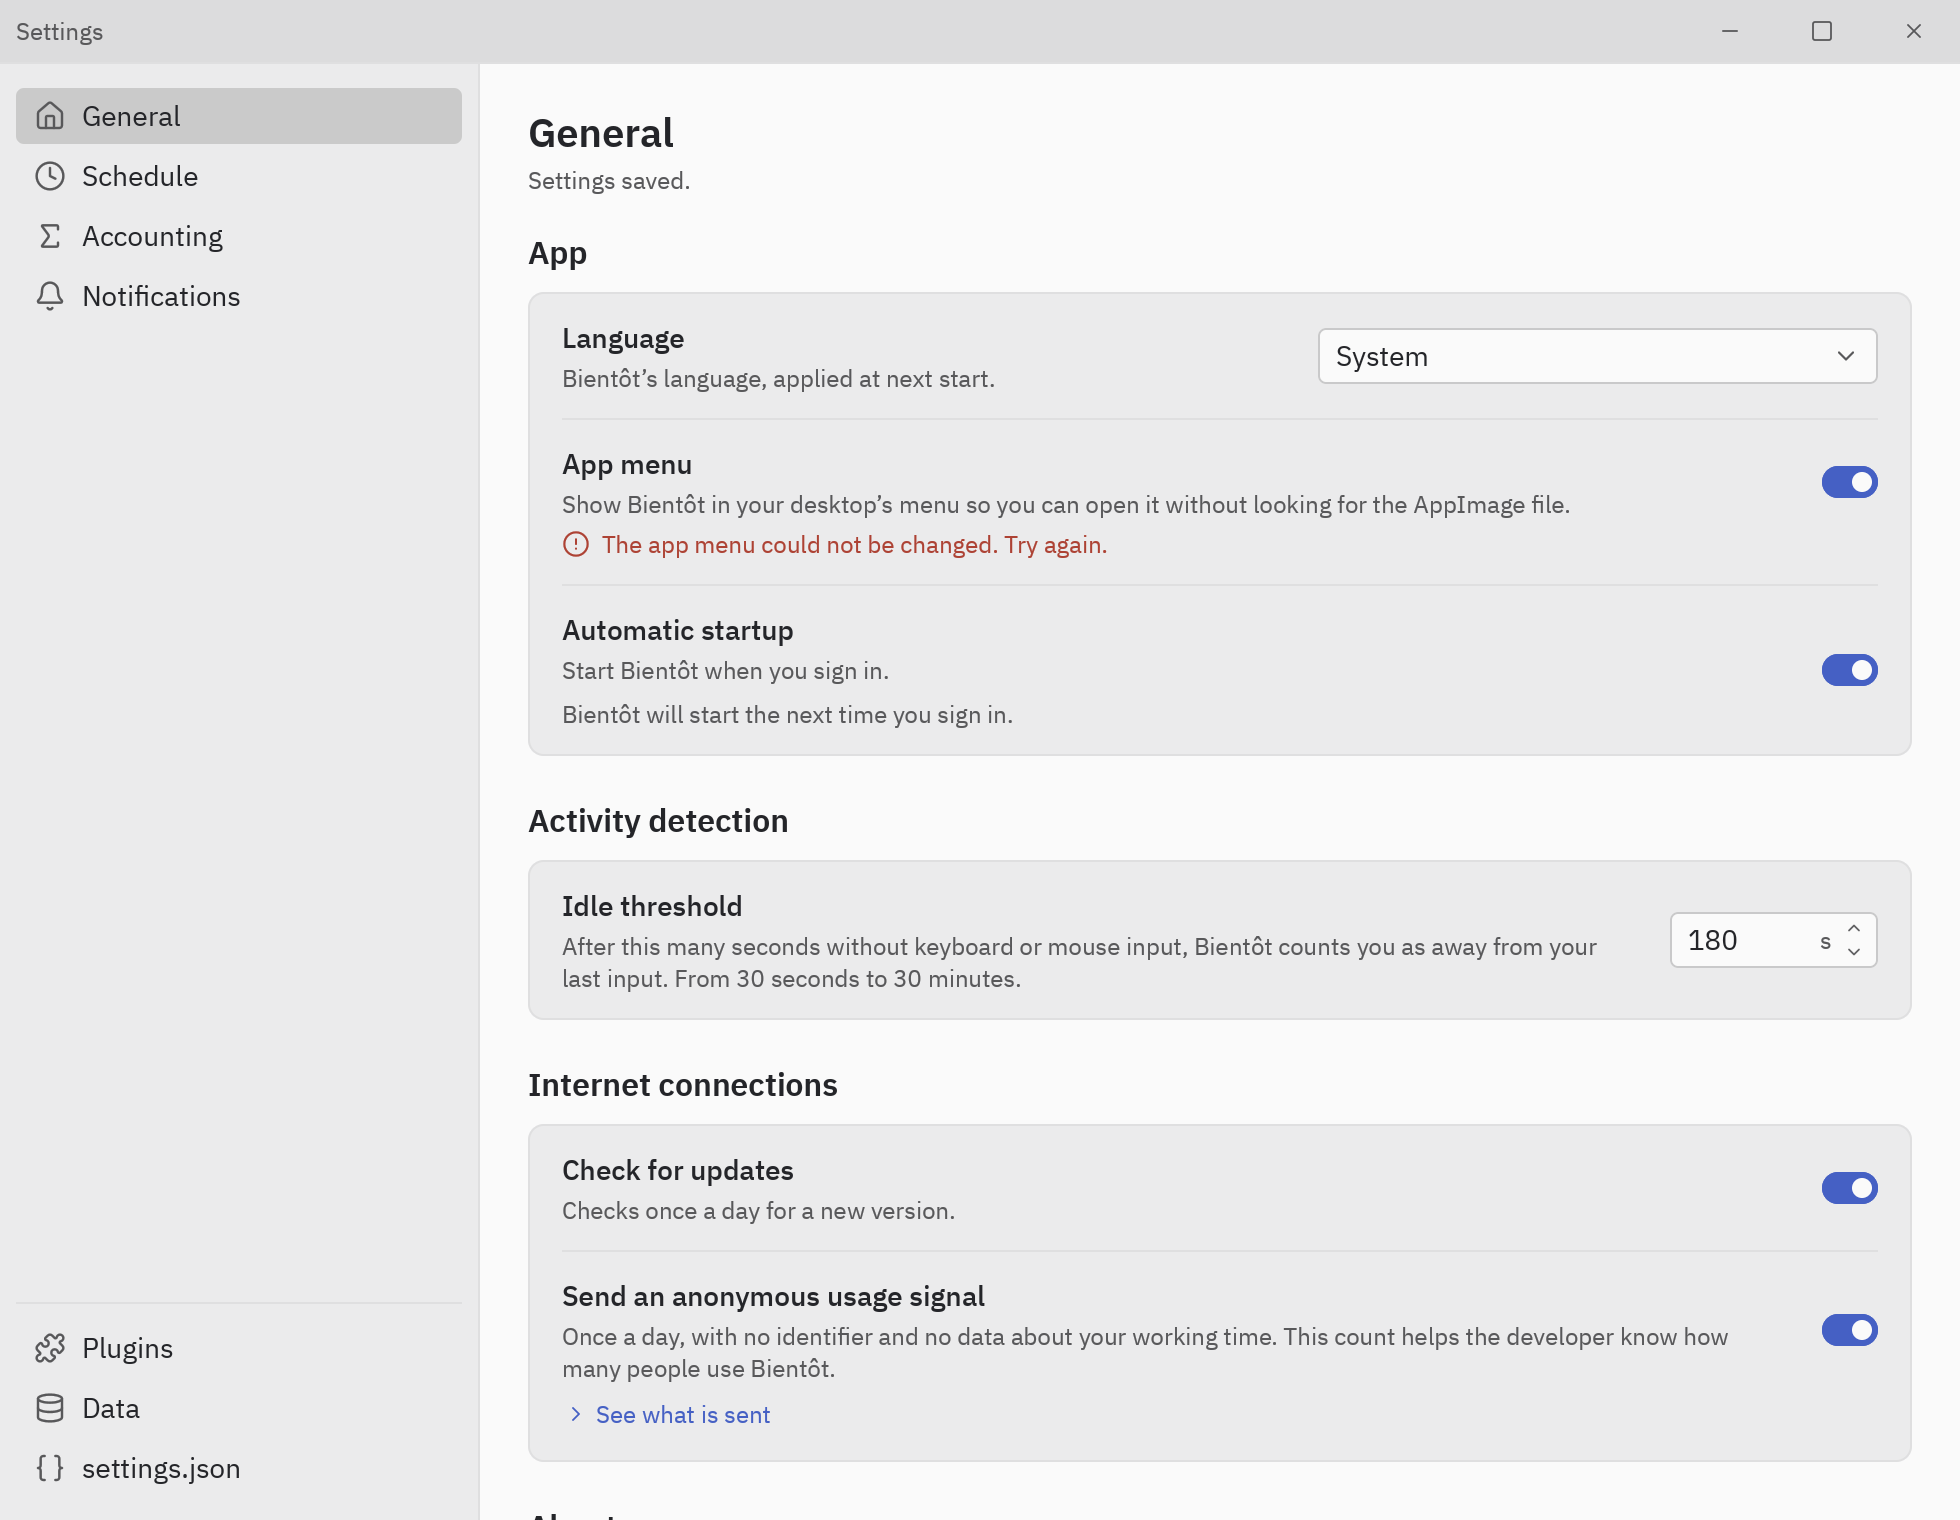 Settings
General
Schedule
Accounting
Notifications
Plugins
Data
settings.json
General
Settings saved.
App
Language
Bientôt’s language, applied at next start.
System
App menu
Show Bientôt in your desktop’s menu so you can open it without looking for the AppImage file.
The app menu could not be changed. Try again.
Automatic startup
Start Bientôt when you sign in.
Bientôt will start the next time you sign in.
Activity detection
Idle threshold
After this many seconds without keyboard or mouse input, Bientôt counts you as away from your
last input. From 30 seconds to 30 minutes.
180 s
Internet connections
Check for updates
Checks once a day for a new version.
Send an anonymous usage signal
Once a day, with no identifier and no data about your working time. This count helps the developer know how
many people use Bientôt.
See what is sent